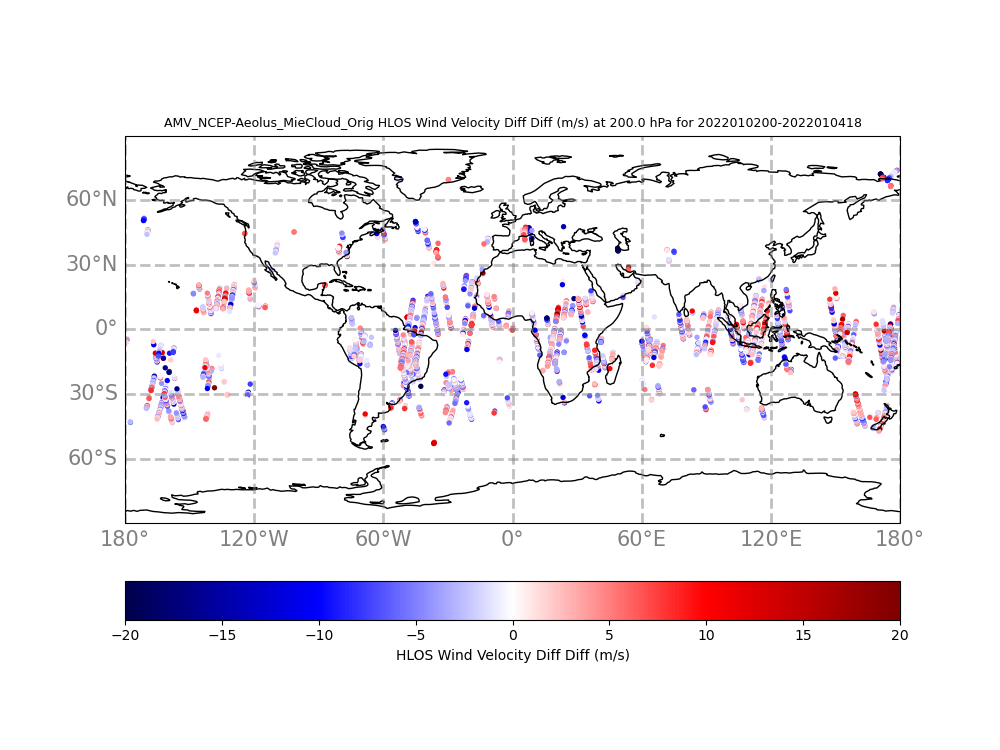 AMV_NCEP-Aeolus_MieCloud_Orig HLOS Wind Velocity Diff Diff (m/s) at 200.0 hPa for 2022010200-2022010418
60°N
30°N
0°
30°S
60°S
180° 120°W 60°W 0° 60°E 120°E 180°
−20 −15 −10 −5 0 5 10 15 20
HLOS Wind Velocity Diff Diff (m/s)